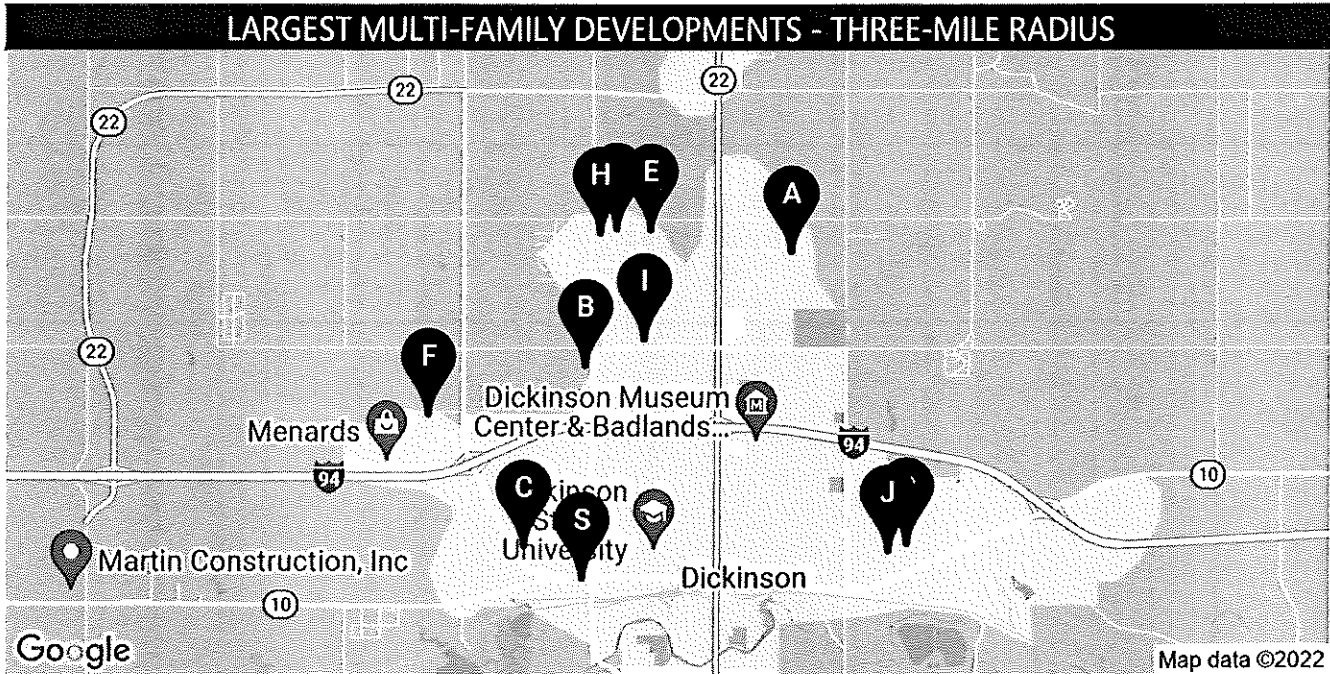 LARGEST MULTI-FAMILY DEVELOPMENTS - THREE-MILE RADIUS
22
22
22
H
E
A
I
B
22
F
Dickinson Museum
Center & Badlands...
M
Menards
94
94
10
C
J
S
University
Martin Construction, Inc
Dickinson
10
Google
Map data ©2022